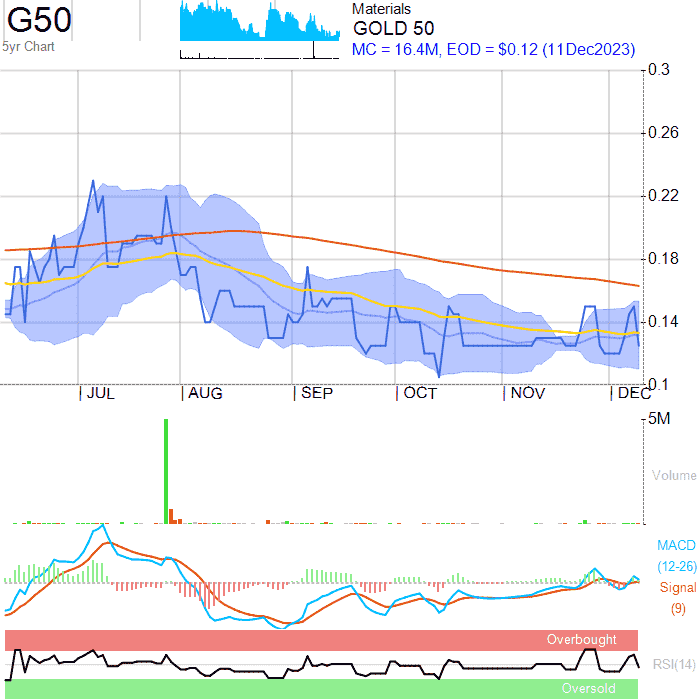 G50
5yr Chart
Materials
GOLD 50
MC = 16.4M, EOD = $0.12 (11Dec2023)
0.3
0.26
0.22
0.18
0.14
0.1
JUL AUG SEP OCT NOV DEC
5M
Volume
MACD
(12-26)
Signal
(9)
Overbought
RSI(14)
Oversold